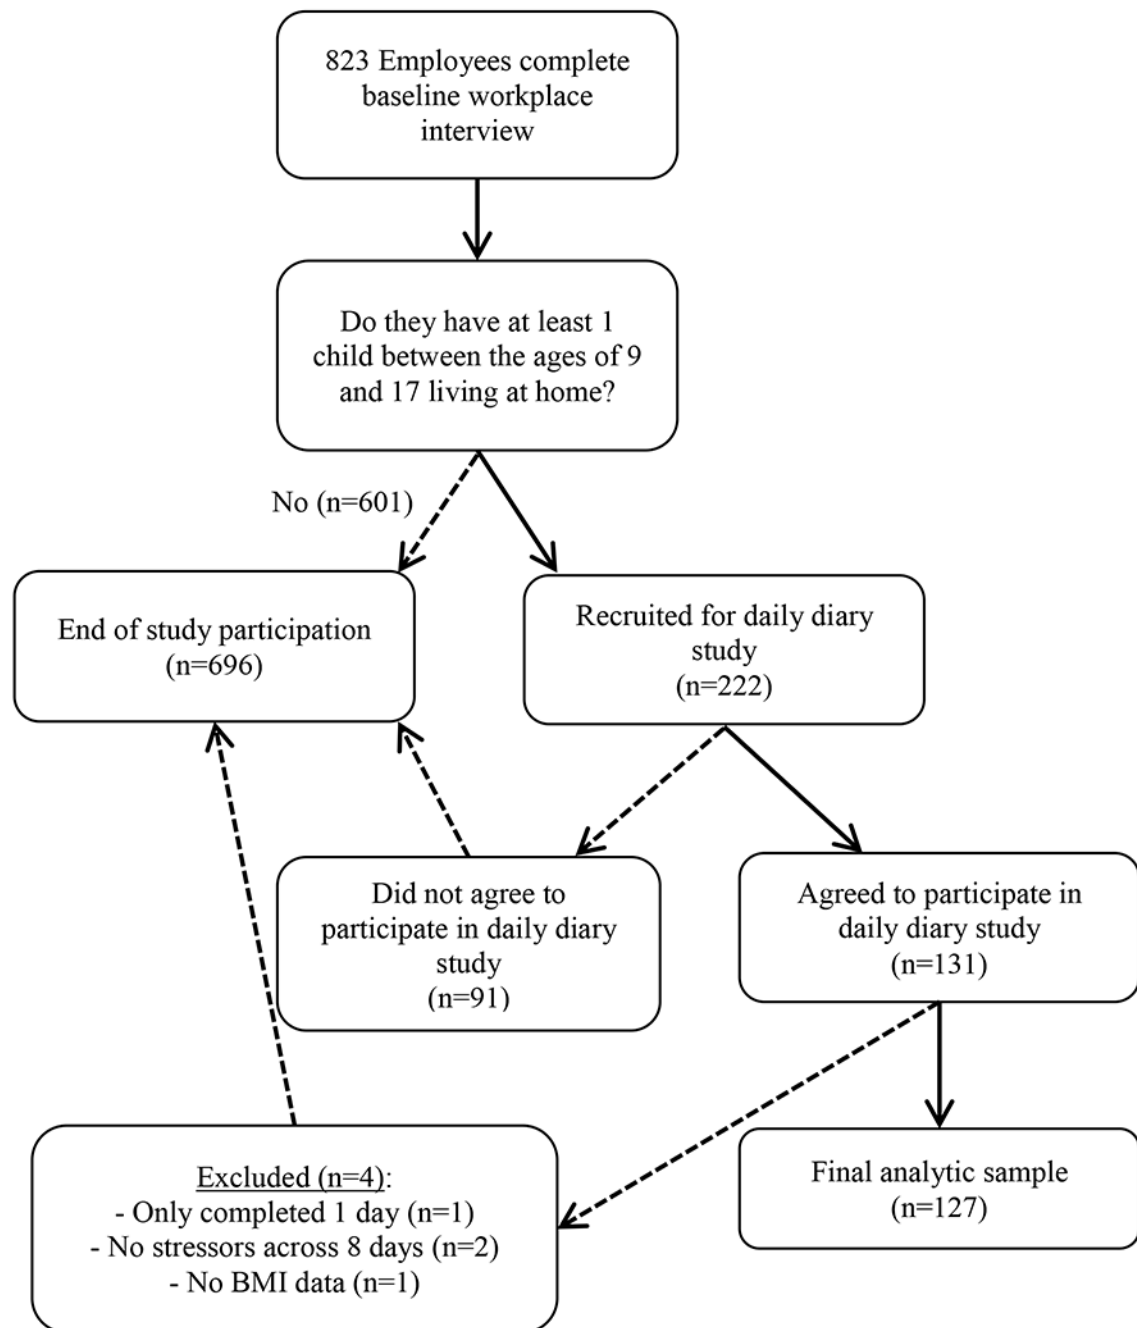 823 Employees complete
baseline workplace
interview
Do they have at least 1
child between the ages of 9
and 17 living at home?
No (n=601)
End of study participation
(n=696)
Recruited for daily diary
study
(n=222)
Did not agree to
participate in daily diary
study
(n=91)
Agreed to participate in
daily diary study
(n=131)
Excluded (n=4):
- Only completed 1 day (n=1)
- No stressors across 8 days (n=2)
- No BMI data (n=1)
Final analytic sample
(n=127)